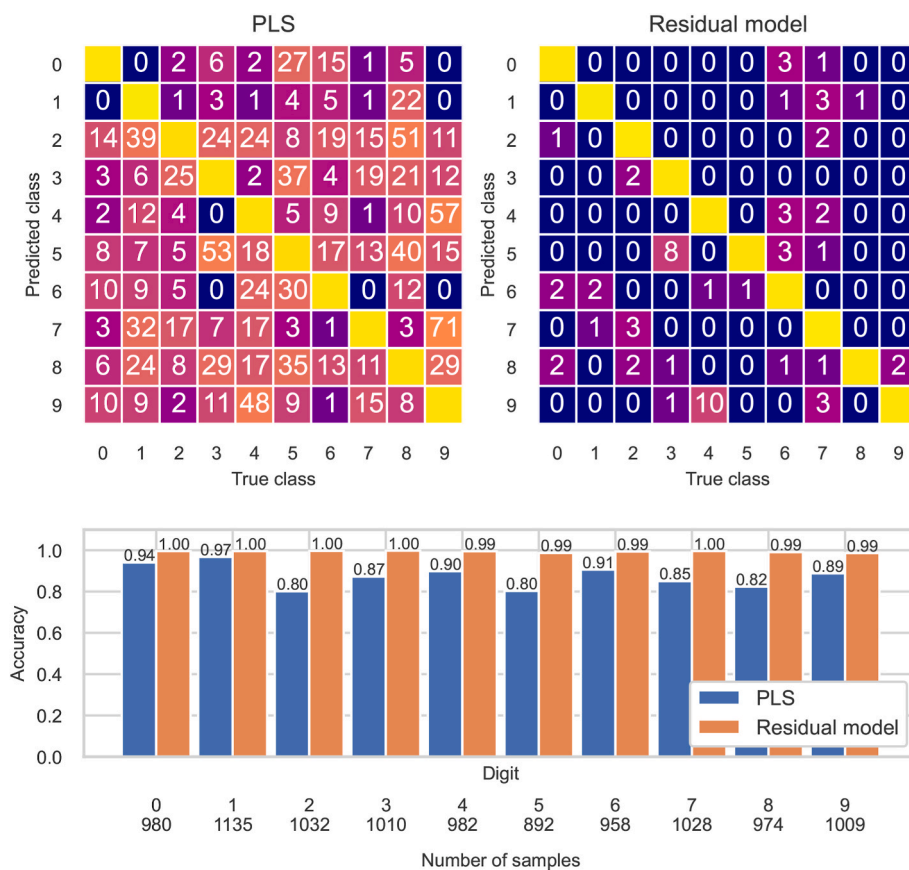 PLS Residual model
0 0 2 6 2 27 15 1 5 0 0 0 0 0 0 0 3 1 0 0
1 0 1 3 1 4 5 1 22 0 1 0 0 0 0 0 1 3 1 0
2 14 39 24 24 8 19 15 51 11 2 1 0 0 0 0 0 2 0 0
3 3 6 25 2 37 4 19 21 12 3 0 0 2 0 0 0 0 0 0
4 2 12 4 0 5 9 1 10 57 4 0 0 0 0 0 3 2 0 0
5 8 7 5 53 18 17 13 40 15 5 0 0 0 8 0 3 1 0 0
6 10 9 5 0 24 30 0 12 0 6 2 2 0 0 1 1 0 0 0
7 3 32 17 7 17 3 1 3 71 7 0 1 3 0 0 0 0 0 0
8 6 24 8 29 17 35 13 11 29 8 2 0 2 1 0 0 1 1 2
9 10 9 2 11 48 9 1 15 8 9 0 0 0 1 10 0 0 3 0
Predicted class Predicted class
0 1 2 3 4 5 6 7 8 9 0 1 2 3 4 5 6 7 8 9
True class True class
0.94 1.00 0.97 1.00 0.80 1.00 0.87 1.00 0.90 0.99 0.80 0.99 0.91 0.99 0.85 1.00 0.82 0.99 0.89 0.99
1.0
0.8
0.6
0.4
0.2
0.0
Accuracy
PLS
Residual model
Digit
0 1 2 3 4 5 6 7 8 9
980 1135 1032 1010 982 892 958 1028 974 1009
Number of samples